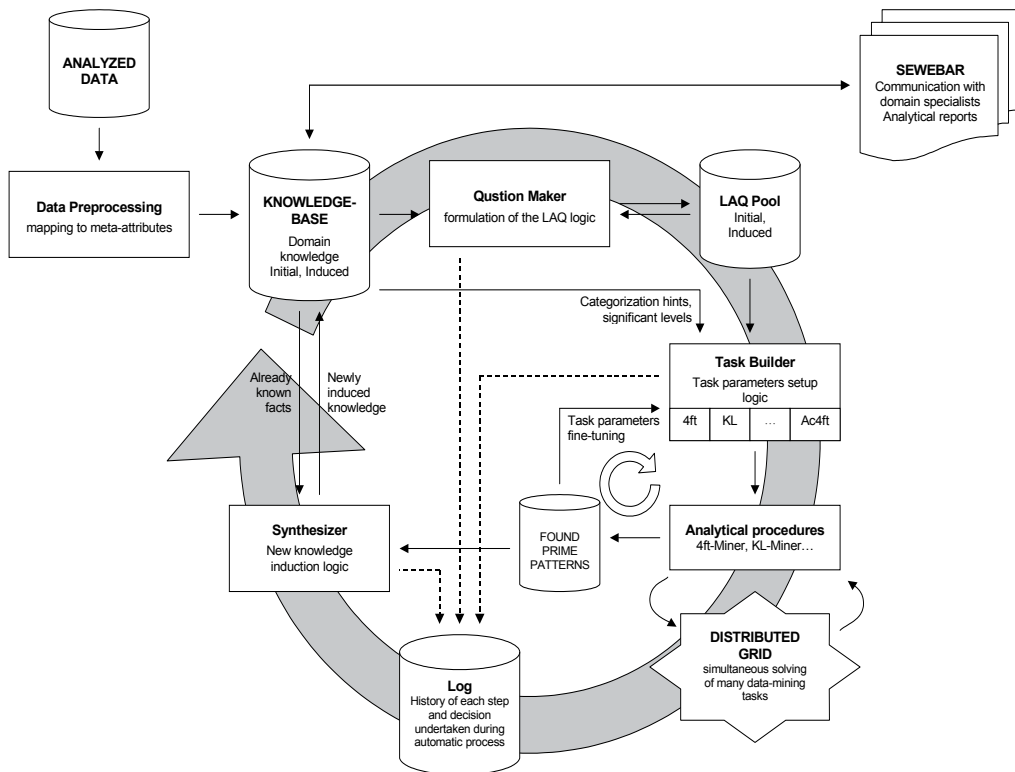 ANALYZED
DATA
SEWEBAR
Communication with
domain specialists
Analytical reports
Data Preprocessing
mapping to meta-attributes
KNOWLEDGE-
BASE
Domain
knowledge
Initial, Induced
Qustion Maker
formulation of the LAQ logic
LAQ Pool
Initial,
Induced
Categorization hints,
significant levels
Task Builder
Task parameters setup
logic
4ft KL … Ac4ft
Already
known
facts
Newly
induced
knowledge
Task parameters
fine-tuning
Synthesizer
New knowledge
induction logic
FOUND
PRIME
PATTERNS
Analytical procedures
4ft-Miner, KL-Miner…
DISTRIBUTED
GRID
simultaneous solving
of many data-mining
tasks
Log
History of each step
and decision
undertaken during
automatic process